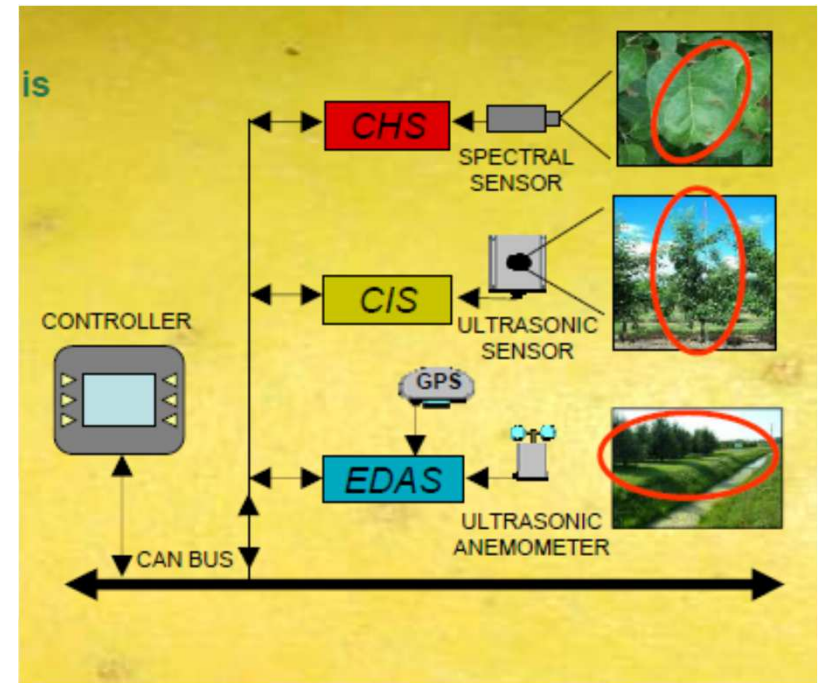 is
CHS
SPECTRAL
SENSOR
CIS
ULTRASONIC
SENSOR
CONTROLLER
GPS
EDAS
ULTRASONIC
ANEMOMETER
CAN BUS